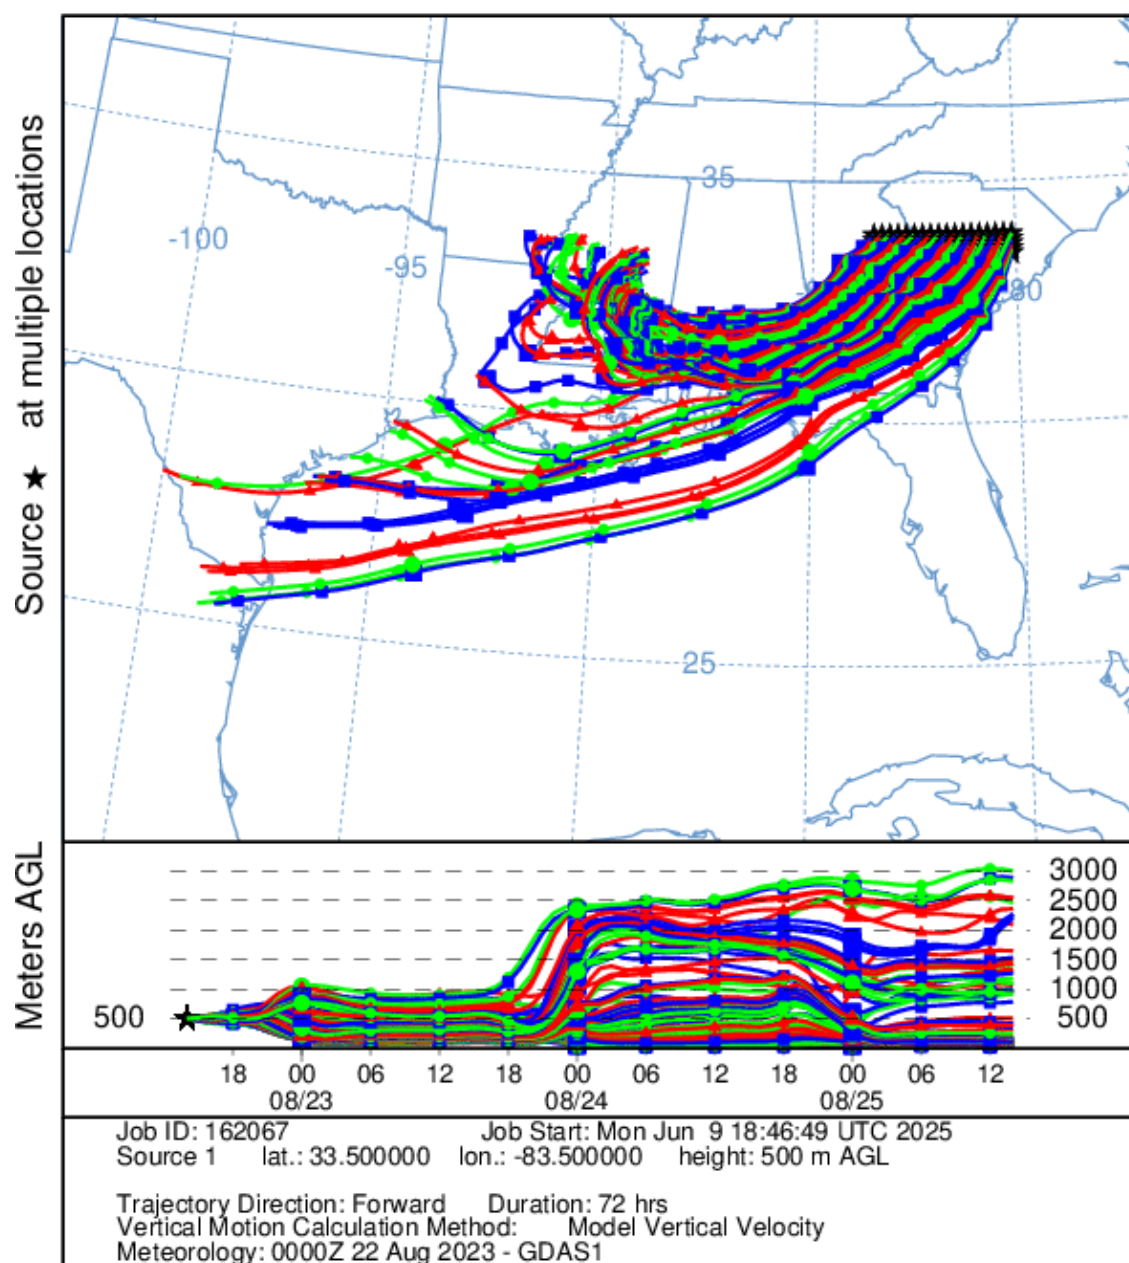 Source ★ at multiple locations
35
-100
-95
80
25
Meters AGL
3000
2500
2000
1500
1000
500
500
18 00 06 12 18 00 06 12 18 00 06 12
08/23 08/24 08/25
Job ID: 162067 Job Start: Mon Jun 9 18:46:49 UTC 2025
Source 1 lat.: 33.500000 lon.: -83.500000 height: 500 m AGL
Trajectory Direction: Forward Duration: 72 hrs
Vertical Motion Calculation Method: Model Vertical Velocity
Meteorology: 0000Z 22 Aug 2023 - GDAS1